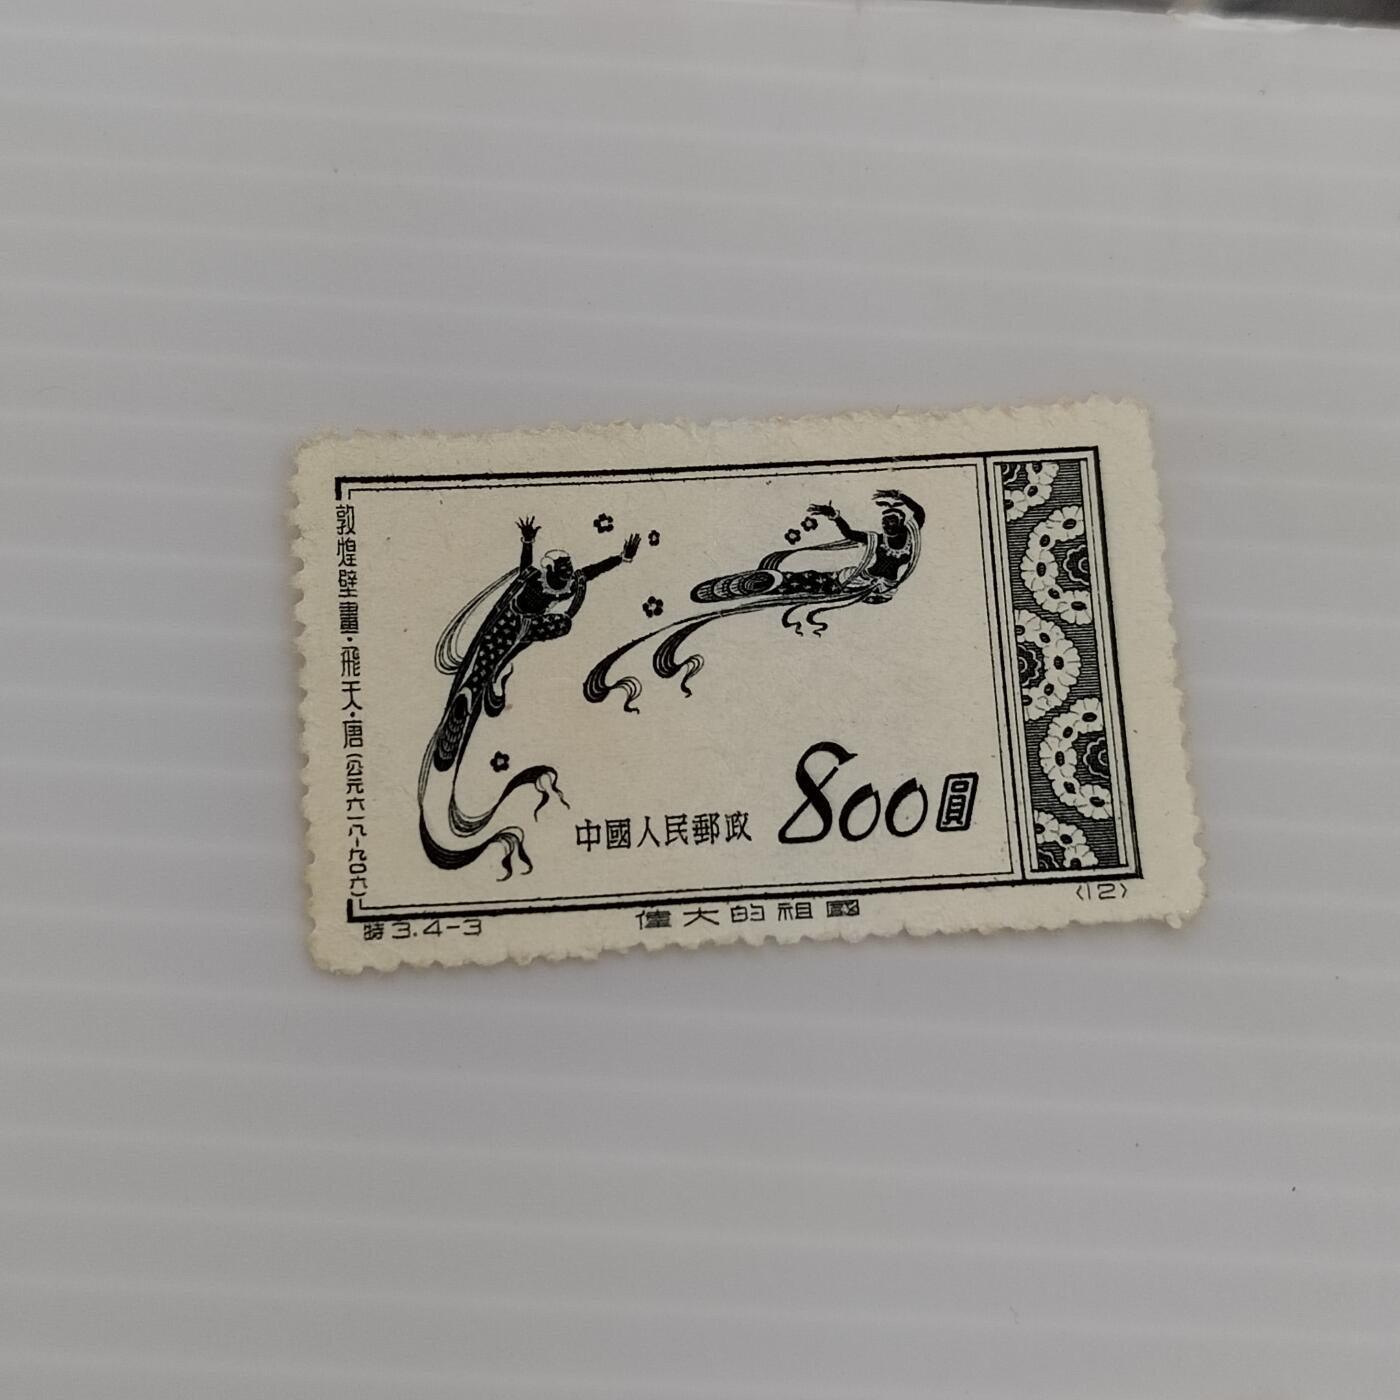 敦煌壁畫·飛天·唐(公元六一八-九〇六)
中國人民郵政
800圓
特3.4-3
偉大的祖國
(12)